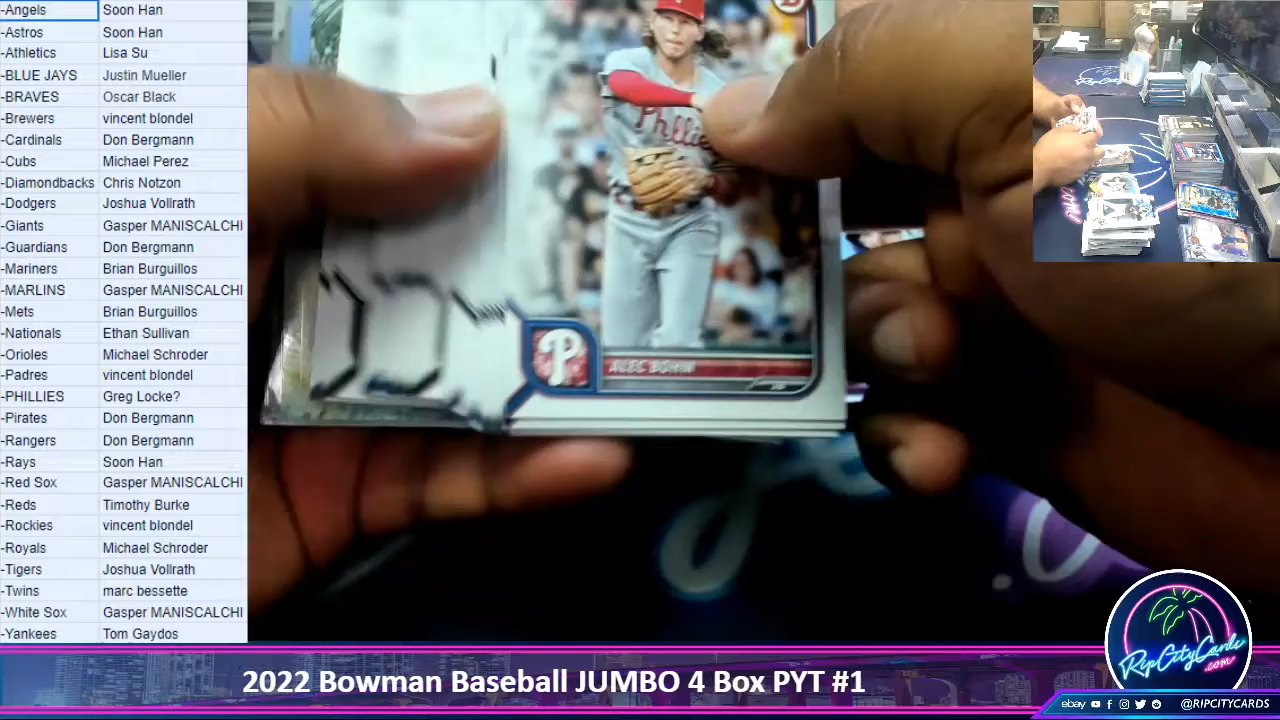 -Angels Soon Han
-Astros Soon Han
-Athletics Lisa Su
-BLUE JAYS Justin Mueller
-BRAVES Oscar Black
-Brewers vincent blondel
-Cardinals Don Bergmann
-Cubs Michael Perez
-Diamondbacks Chris Notzon
-Dodgers Joshua Vollrath
-Giants Gasper MANISCALCHI
-Guardians Don Bergmann
-Mariners Brian Burguillos
-MARLINS Gasper MANISCALCHI
-Mets Brian Burguillos
-Nationals Ethan Sullivan
-Orioles Michael Schroder
-Padres vincent blondel
-PHILLIES Greg Locke?
-Pirates Don Bergmann
-Rangers Don Bergmann
-Rays Soon Han
-Red Sox Gasper MANISCALCHI
-Reds Timothy Burke
-Rockies vincent blondel
-Royals Michael Schroder
-Tigers Joshua Vollrath
-Twins marc bessette
-White Sox Gasper MANISCALCHI
-Yankees Tom Gaydos
Phillies
P
ALEC BOHM
2022 Bowman Baseball JUMBO 4 Box PYT #1
RipCityCards
.com
ebay @RIPCITYCARDS